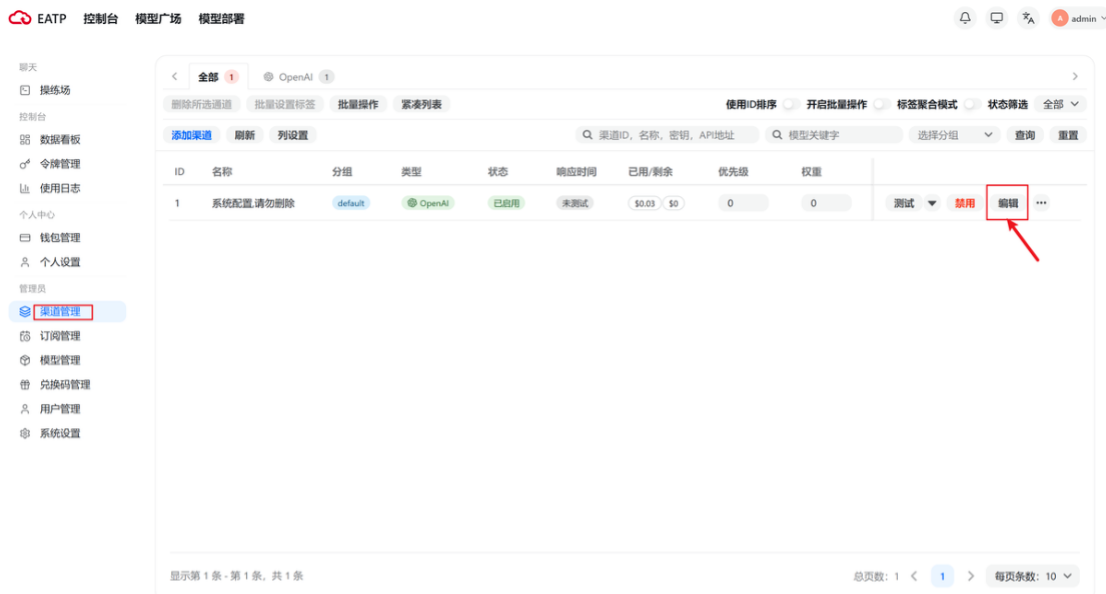 EATP 控制台 模型广场 模型部署 A admin
聊天
操练场
控制台
数据看板
令牌管理
使用日志
个人中心
钱包管理
个人设置
管理员
渠道管理
订阅管理
模型管理
兑换码管理
用户管理
系统设置
全部 1 OpenAI 1
删除所选通道 批量设置标签 批量操作 紧凑列表 使用ID排序 开启批量操作 标签聚合模式 状态筛选 全部
添加渠道 刷新 列设置 渠道ID，名称，密钥，API地址 模型关键字 选择分组 查询 重置
ID 名称 分组 类型 状态 响应时间 已用/剩余 优先级 权重
1 系统配置,请勿删除 default OpenAI 已启用 未测试 $0.03 $0 0 0 测试 禁用 编辑 ···
显示第 1 条 - 第 1 条，共 1 条 总页数：1 1 每页条数：10